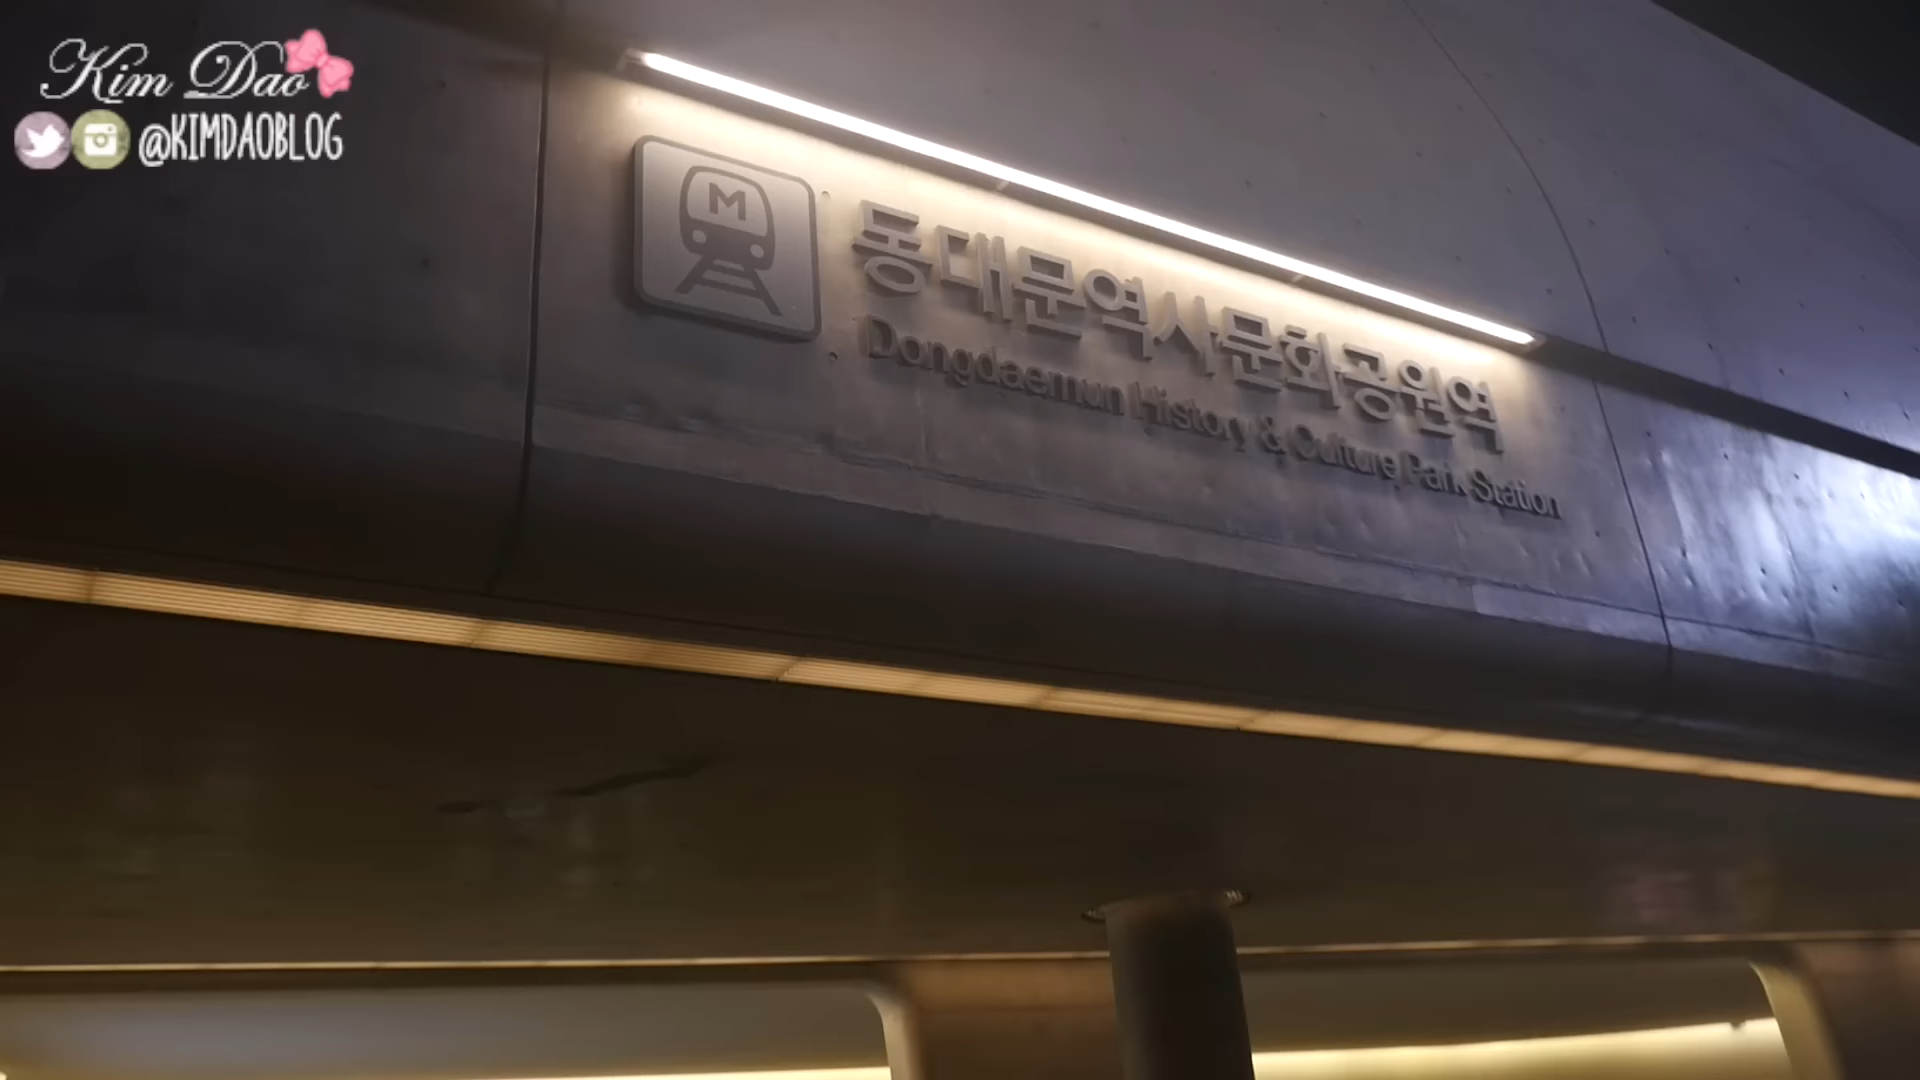 Kim Dao
@KIMDAOBLOG
M
동대문역사문화공원역
Dongdaemun History & Culture Park Station